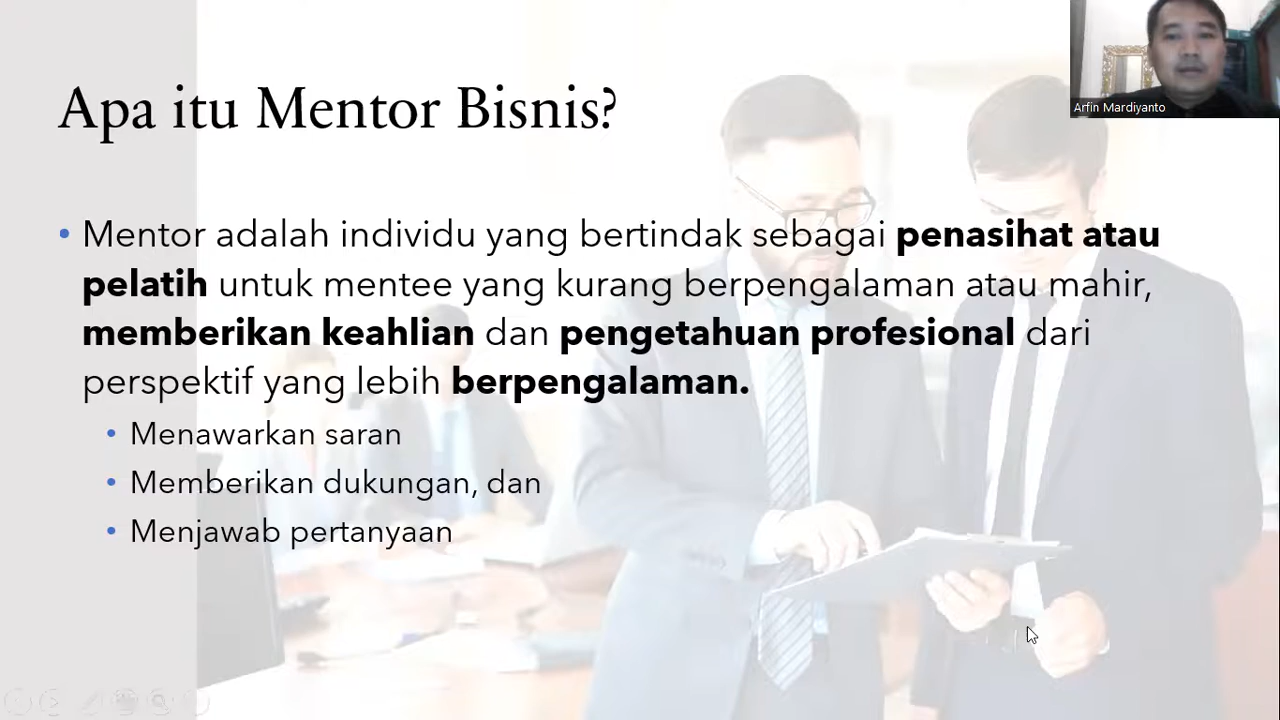 Apa itu Mentor Bisnis?
Arfin Mardiyanto
• Mentor adalah individu yang bertindak sebagai penasihat atau
pelatih untuk mentee yang kurang berpengalaman atau mahir,
memberikan keahlian dan pengetahuan profesional dari
perspektif yang lebih berpengalaman.
• Menawarkan saran
• Memberikan dukungan, dan
• Menjawab pertanyaan